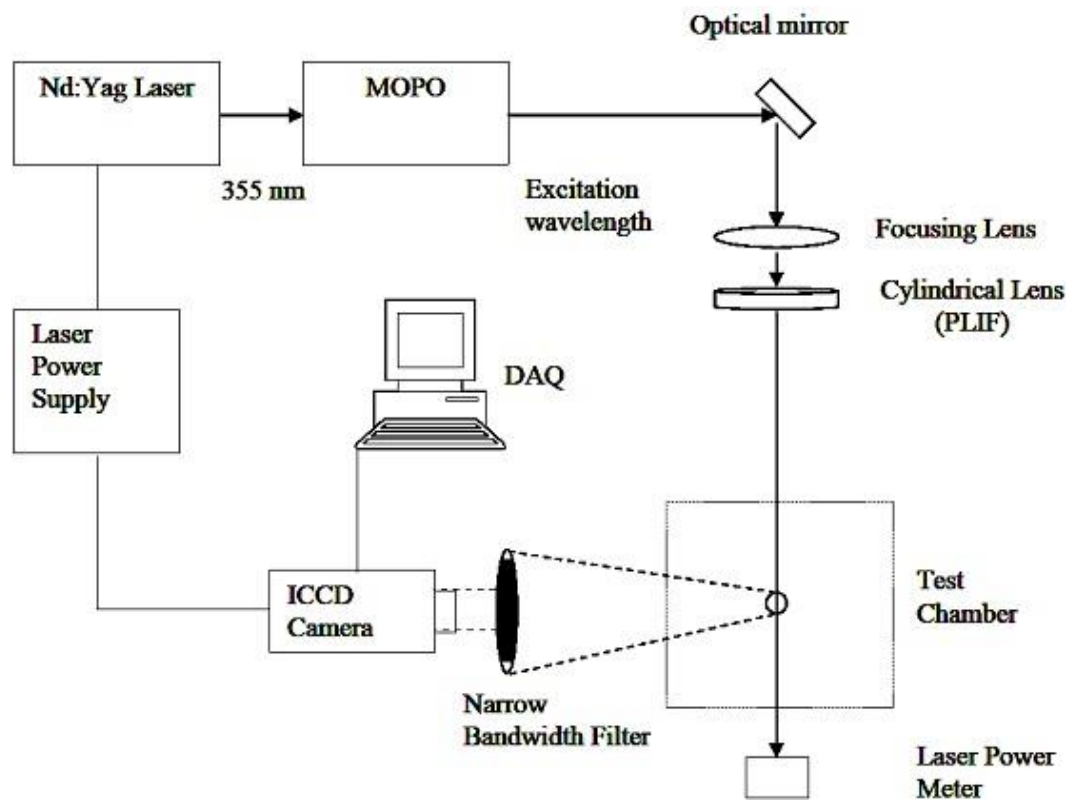 Optical mirror
Nd:Yag Laser
MOPO
355 nm
Excitation
wavelength
Focusing Lens
Cylindrical Lens
(PLIF)
Laser
Power
Supply
DAQ
ICCD
Camera
Test
Chamber
Narrow
Bandwidth Filter
Laser Power
Meter